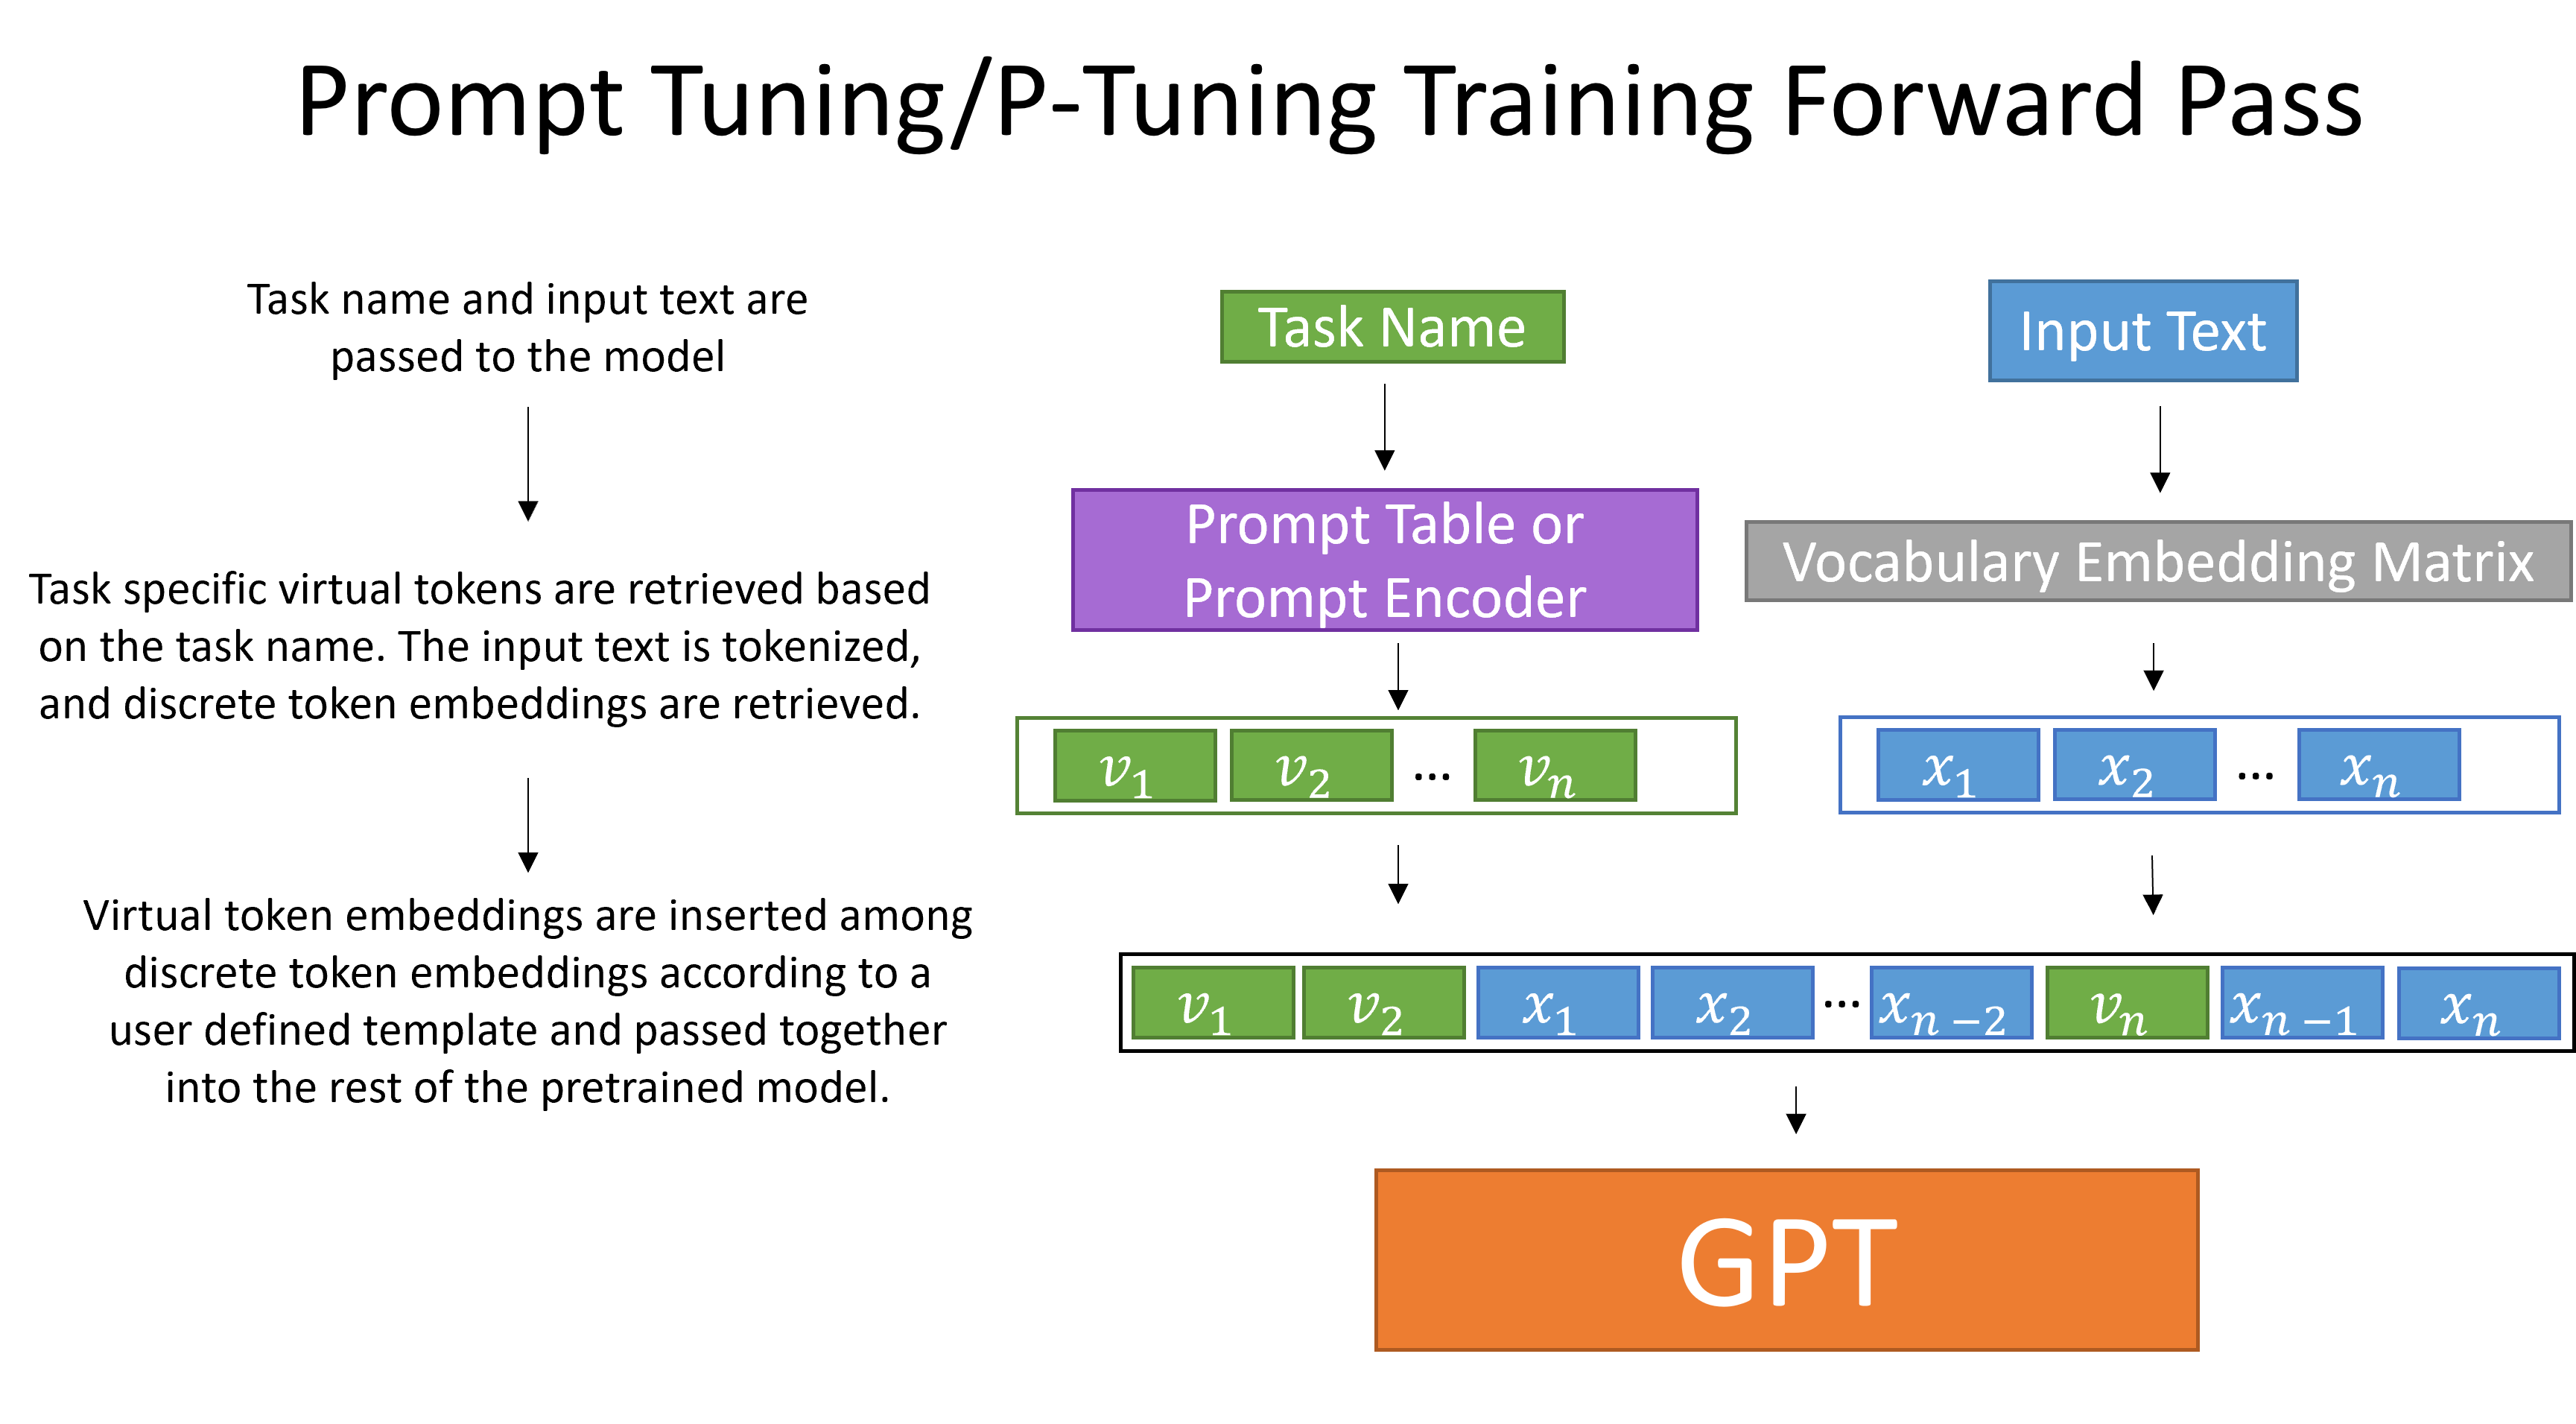 Prompt Tuning/P-Tuning Training Forward Pass
Task name and input text are
passed to the model
Task specific virtual tokens are retrieved based
on the task name. The input text is tokenized,
and discrete token embeddings are retrieved.
Virtual token embeddings are inserted among
discrete token embeddings according to a
user defined template and passed together
into the rest of the pretrained model.
Task Name
Input Text
Prompt Table or
Prompt Encoder
Vocabulary Embedding Matrix
v₁ v₂ ... vₙ
x₁ x₂ ... xₙ
v₁ v₂ x₁ x₂ ... xₙ ₋₂ vₙ xₙ ₋₁ xₙ
GPT